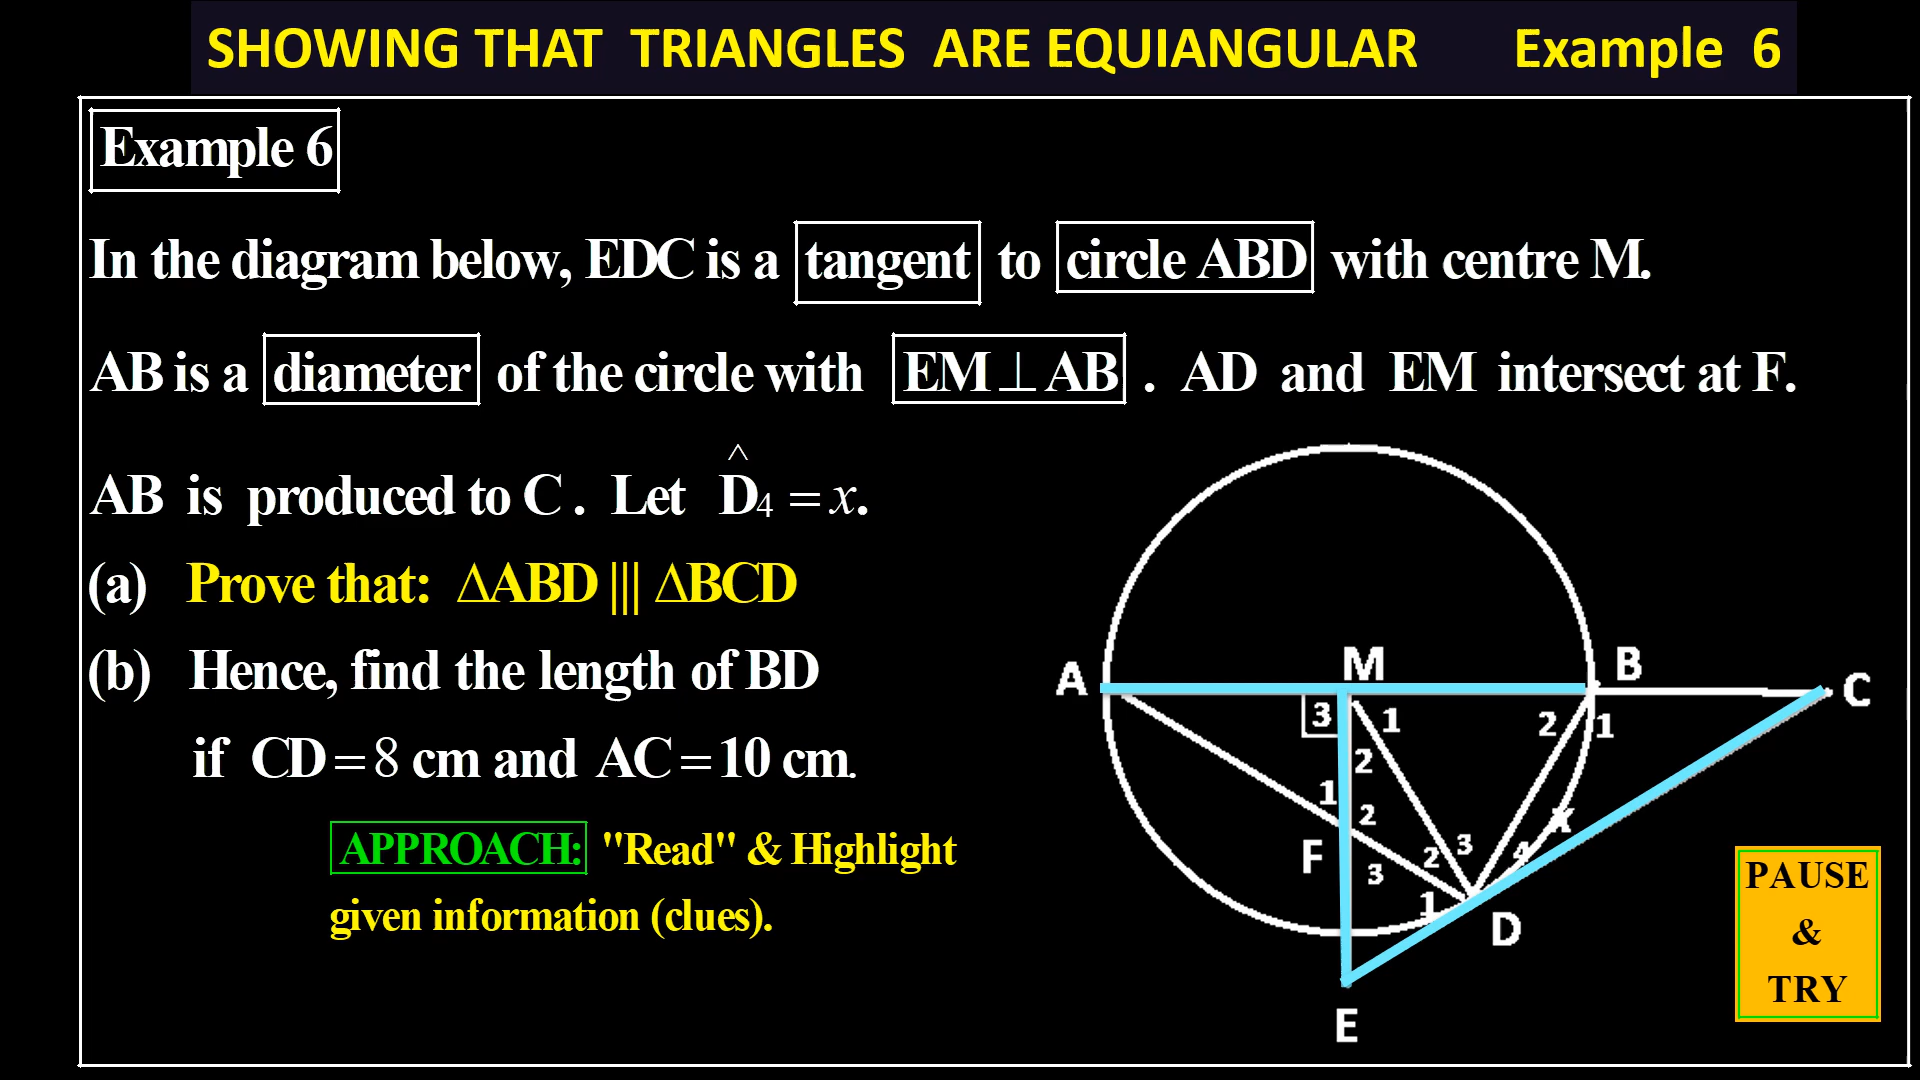 SHOWING THAT TRIANGLES ARE EQUIANGULAR Example 6
Example 6
In the diagram below, EDC is a tangent to circle ABD with centre M.
AB is a diameter of the circle with EM ⊥ AB . AD and EM intersect at F.
AB is produced to C . Let D̂₄ = x.
(a) Prove that: ΔABD ||| ΔBCD
(b) Hence, find the length of BD
if CD = 8 cm and AC = 10 cm.
APPROACH: "Read" & Highlight
given information (clues).
A M B C
3 1 2 1
2
1 2 x
F 3 2 3 4
1 D
E
PAUSE
&
TRY